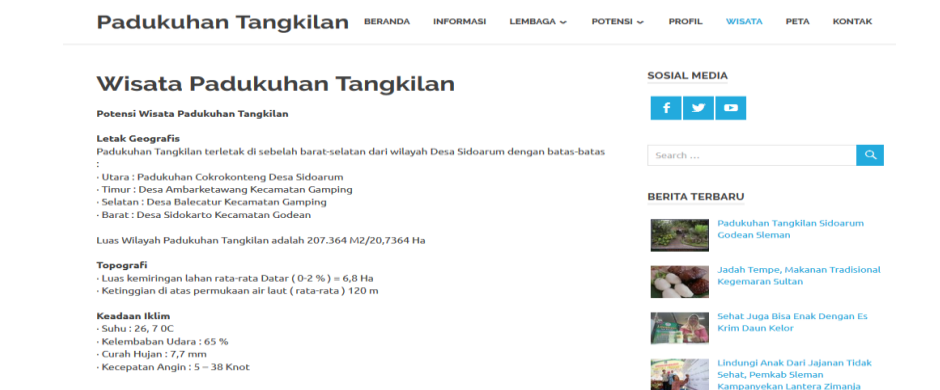 Padukuhan Tangkilan
BERANDA INFORMASI LEMBAGA POTENSI PROFIL WISATA PETA KONTAK
Wisata Padukuhan Tangkilan
Potensi Wisata Padukuhan Tangkilan
Letak Geografis
Padukuhan Tangkilan terletak di sebelah barat-selatan dari wilayah Desa Sidoarum dengan batas-batas
:
· Utara : Padukuhan Cokrokonteng Desa Sidoarum
· Timur : Desa Ambarketawang Kecamatan Gamping
· Selatan : Desa Balecatur Kecamatan Gamping
· Barat : Desa Sidokarto Kecamatan Godean
Luas Wilayah Padukuhan Tangkilan adalah 207.364 M2/20,7364 Ha
Topografi
· Luas kemiringan lahan rata-rata Datar ( 0-2 % ) = 6,8 Ha
· Ketinggian di atas permukaan air laut ( rata-rata ) 120 m
Keadaan Iklim
· Suhu : 26, 7 0C
· Kelembaban Udara : 65 %
· Curah Hujan : 7,7 mm
· Kecepatan Angin : 5 – 38 Knot
SOSIAL MEDIA
Search ...
BERITA TERBARU
Padukuhan Tangkilan Sidoarum
Godean Sleman
Jadah Tempe, Makanan Tradisional
Kegemaran Sultan
Sehat Juga Bisa Enak Dengan Es
Krim Daun Kelor
Lindungi Anak Dari Jajanan Tidak
Sehat, Pemkab Sleman
Kampanyekan Lantera Zimanja